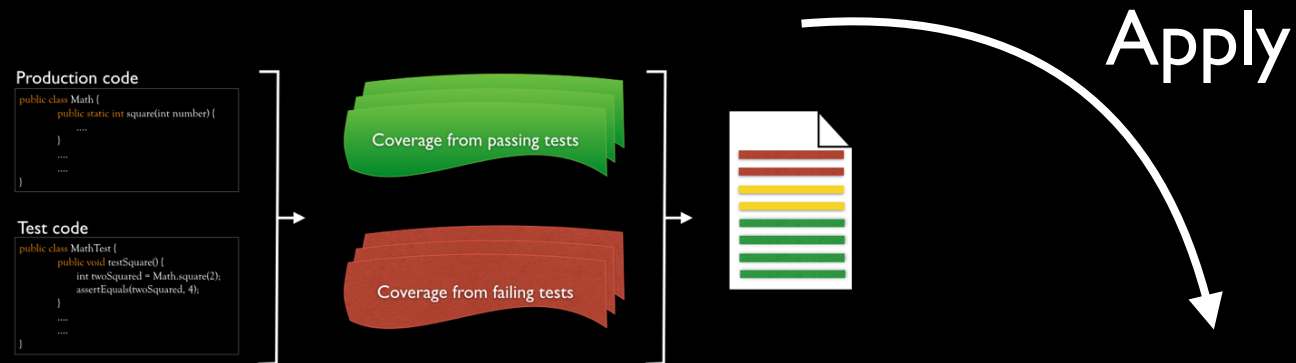 Apply
Production code
public class Math {
public static int square(int number) {
....
}
....
....
}
Test code
public class MathTest {
public void testSquare() {
int twoSquared = Math.square(2);
assertEquals(twoSquared, 4);
}
....
....
}
Coverage from passing tests
Coverage from failing tests